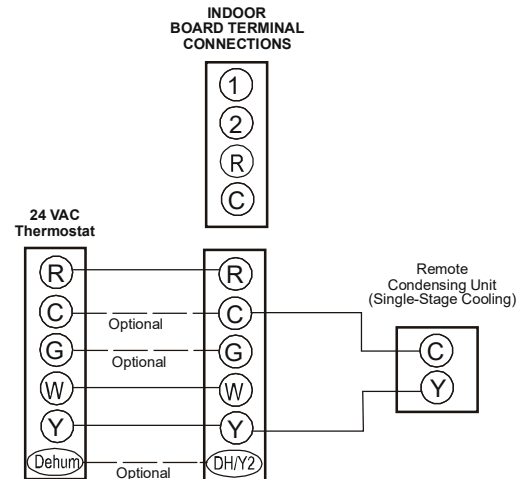 INDOOR
BOARD TERMINAL
CONNECTIONS
1
2
R
C
24 VAC
Thermostat
R R
C Optional C
G Optional G
W W
Y Y
Dehum Optional DH/Y2
Remote
Condensing Unit
(Single-Stage Cooling)
C
Y